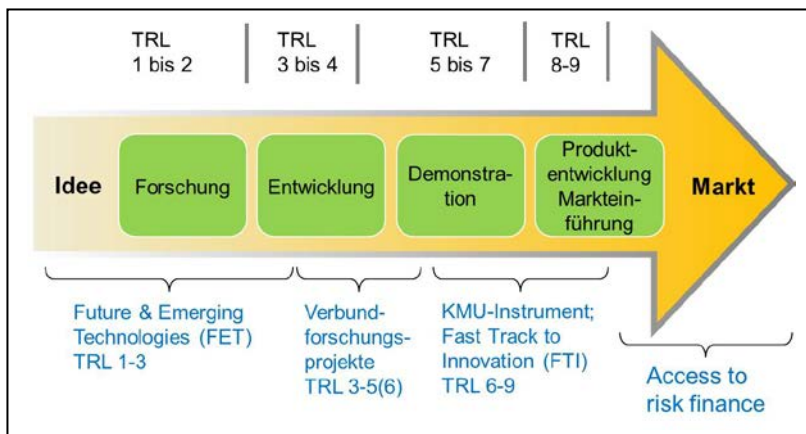 TRL
1 bis 2
TRL
3 bis 4
TRL
5 bis 7
TRL
8-9
Idee
Forschung
Entwicklung
Demonstra-
tion
Produkt-
entwicklung
Marktein-
führung
Markt
Future & Emerging
Technologies (FET)
TRL 1-3
Verbund-
forschungs-
projekte
TRL 3-5(6)
KMU-Instrument;
Fast Track to
Innovation (FTI)
TRL 6-9
Access to
risk finance